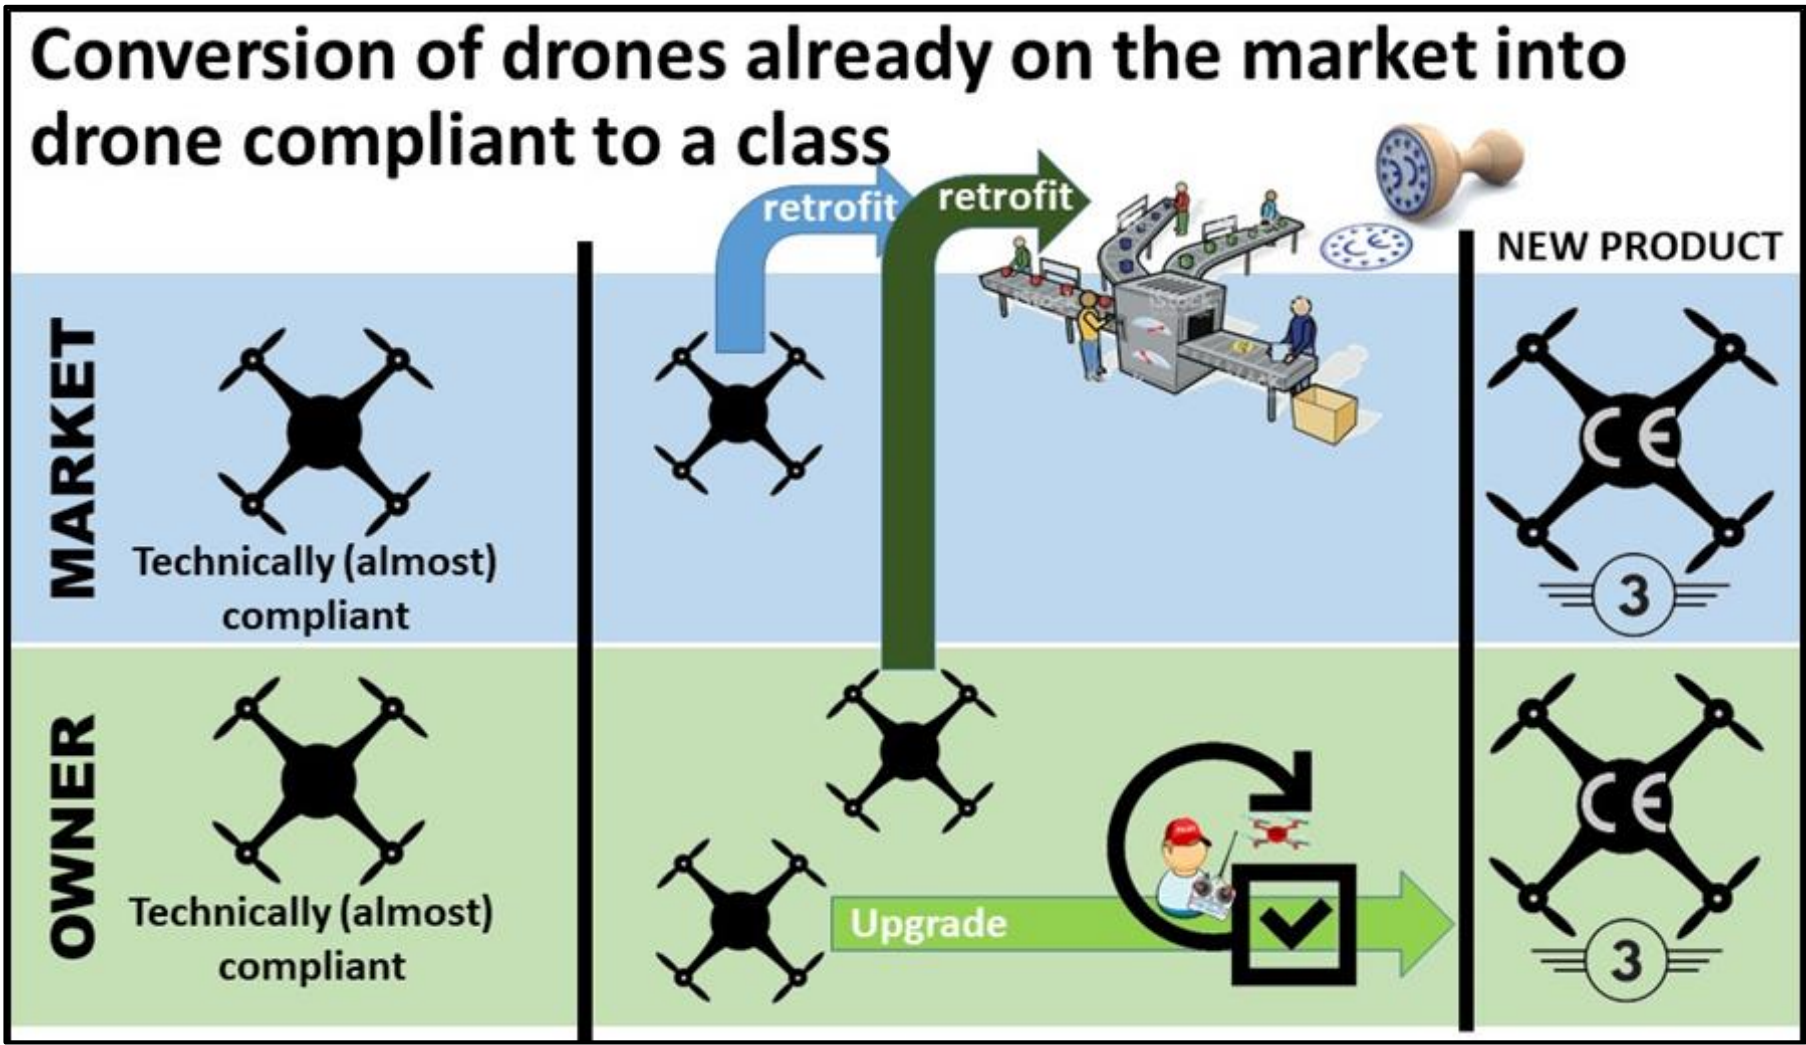 Conversion of drones already on the market into
drone compliant to a class
retrofit
retrofit
NEW PRODUCT
MARKET
Technically (almost)
compliant
CE
CE
3
OWNER
Technically (almost)
compliant
Upgrade
CE
3